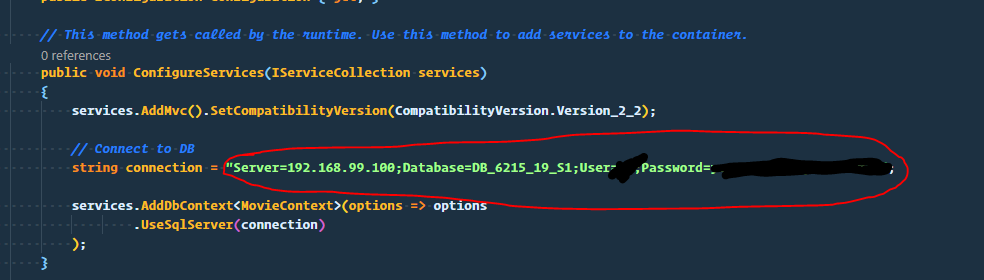 // This method gets called by the runtime. Use this method to add services to the container.
0 references
public void ConfigureServices(IServiceCollection services)
{
services.AddMvc().SetCompatibilityVersion(CompatibilityVersion.Version_2_2);
// Connect to DB
string connection = "Server=192.168.99.100;Database=DB_6215_19_S1;User= ;Password= ;
services.AddDbContext<MovieContext>(options => options
.UseSqlServer(connection)
);
}